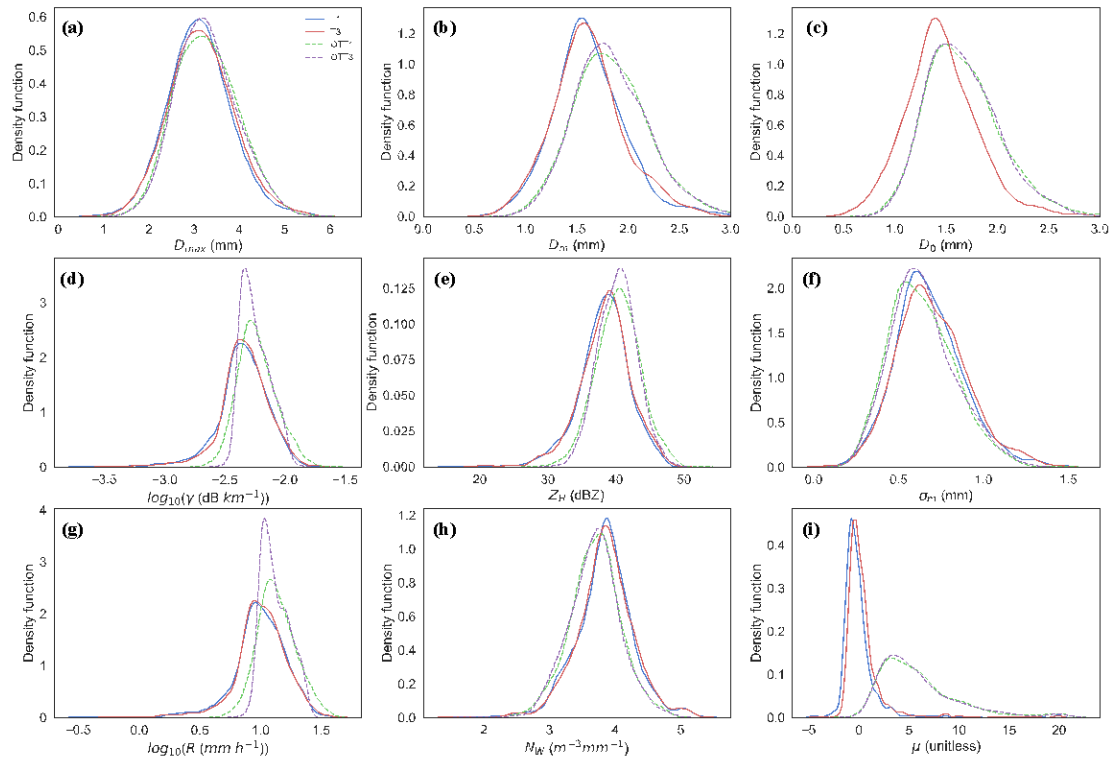 (a)
0.6
0.5
0.4
0.3
0.2
0.1
0.0
0 1 2 3 4 5 6
Density function
(mm)
(b)
1.2
1.0
0.8
0.6
0.4
0.2
0.0
0.0 0.5 1.0 1.5 2.0 2.5 3.0
Density function
(mm)
(c)
1.2
1.0
0.8
0.6
0.4
0.2
0.0
0.0 0.5 1.0 1.5 2.0 2.5 3.0
Density function
D₀ (mm)
(d)
3
2
1
0
−3.5 −3.0 −2.5 −2.0 −1.5
Density function
log₁₀(γ (dB km⁻¹))
(e)
0.125
0.100
0.075
0.050
0.025
0.000
20 30 40 50
Density function
(dBZ)
(f)
2.0
1.5
1.0
0.5
0.0
0.0 0.5 1.0 1.5
Density function
(mm)
(g)
4
3
2
1
0
−0.5 0.0 0.5 1.0 1.5
Density function
log₁₀(R (mm h⁻¹))
(h)
1.2
1.0
0.8
0.6
0.4
0.2
0.0
2 3 4 5
Density function
N_W (m⁻³mm⁻¹)
(i)
0.4
0.3
0.2
0.1
0.0
−5 0 5 10 15 20
Density function
μ (unitless)